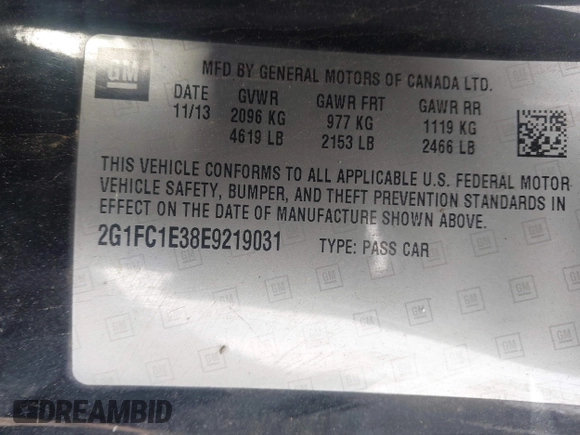 GM
MFD BY GENERAL MOTORS OF CANADA LTD.
DATE GVWR GAWR FRT GAWR RR
11/13 2096 KG 977 KG 1119 KG
4619 LB 2153 LB 2466 LB
THIS VEHICLE CONFORMS TO ALL APPLICABLE U.S. FEDERAL MOTOR
VEHICLE SAFETY, BUMPER, AND THEFT PREVENTION STANDARDS IN
EFFECT ON THE DATE OF MANUFACTURE SHOWN ABOVE.
2G1FC1E38E9219031 TYPE: PASS CAR
DREAMBID